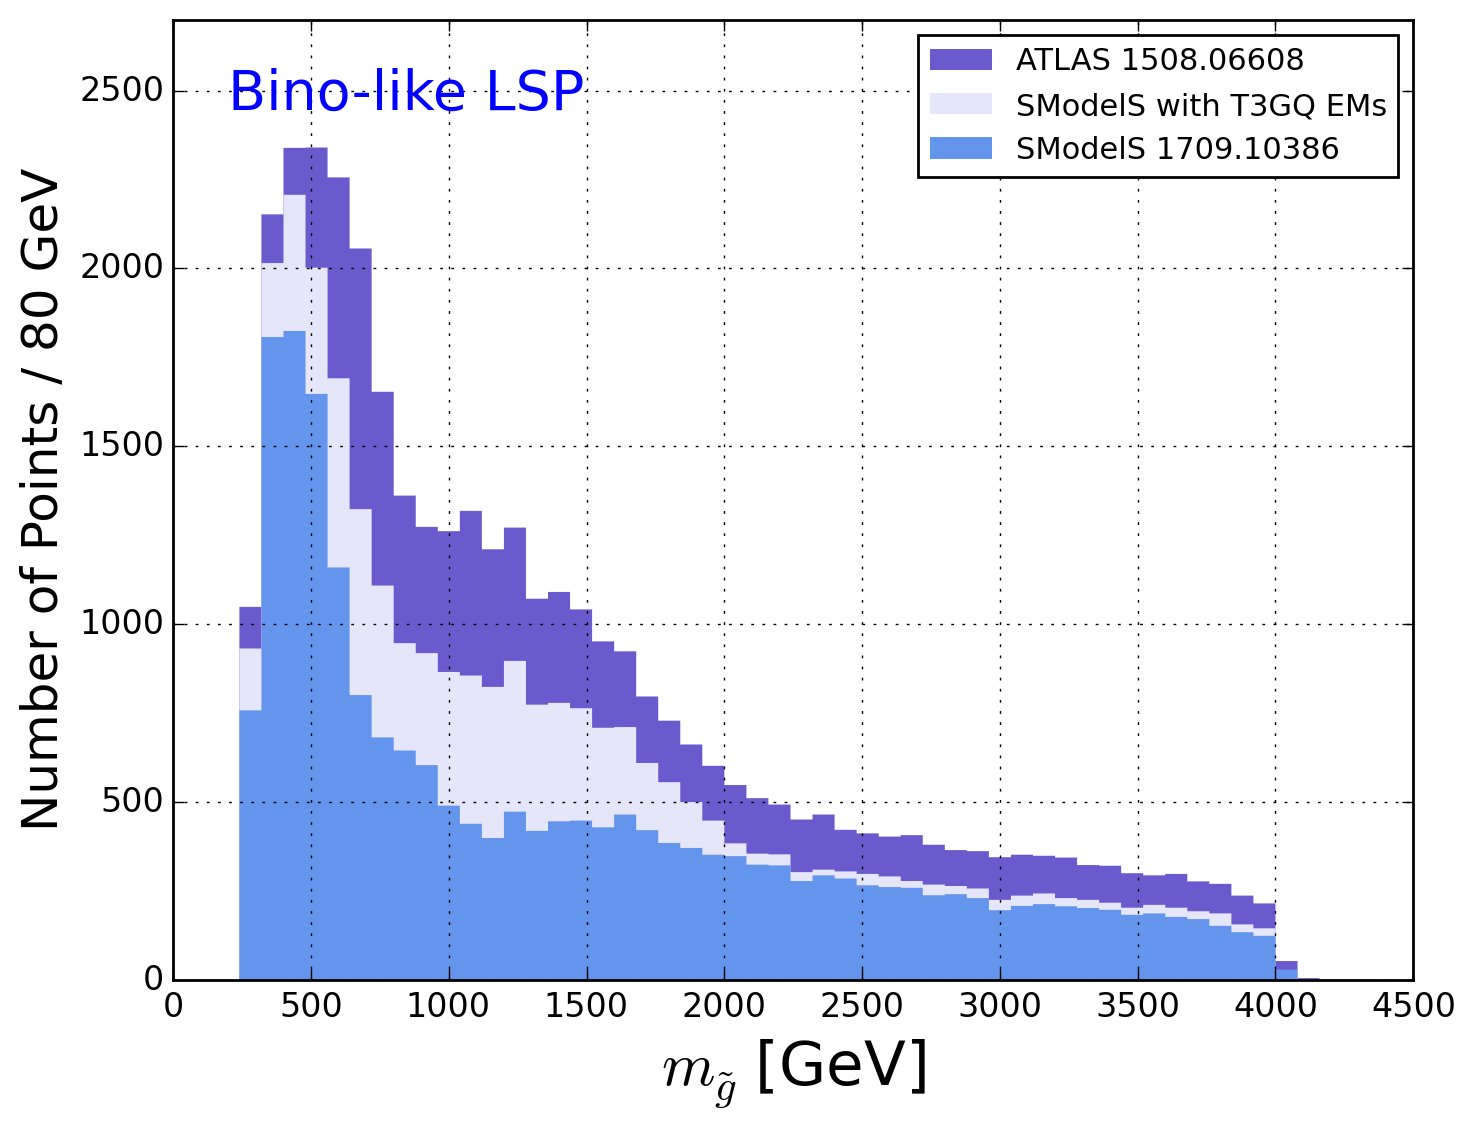 Bino-like LSP
ATLAS 1508.06608
SModelS with T3GQ EMs
SModelS 1709.10386
Number of Points / 80 GeV
2500
2000
1500
1000
500
0
0 500 1000 1500 2000 2500 3000 3500 4000 4500
m_g̃ [GeV]